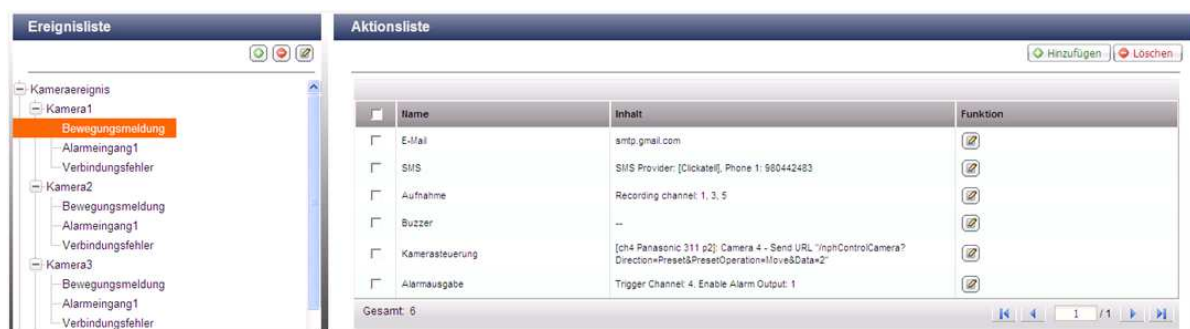 Ereignisliste
Kameraereignis
Kamera1
Bewegungsmeldung
Alarmeingang1
Verbindungsfehler
Kamera2
Bewegungsmeldung
Alarmeingang1
Verbindungsfehler
Kamera3
Bewegungsmeldung
Alarmeingang1
Verbindungsfehler
Aktionsliste
Hinzufügen Löschen
Name Inhalt Funktion
E-Mail smtp.gmail.com
SMS SMS Provider: [Clickatell], Phone 1: 980442483
Aufnahme Recording channel: 1, 3, 5
Buzzer --
Kamerasteuerung [ch4 Panasonic 311 p2]: Camera 4 - Send URL "/nphControlCamera?
Direction=Preset&PresetOperation=Move&Data=2"
Alarmausgabe Trigger Channel: 4. Enable Alarm Output: 1
Gesamt: 6 1 /1